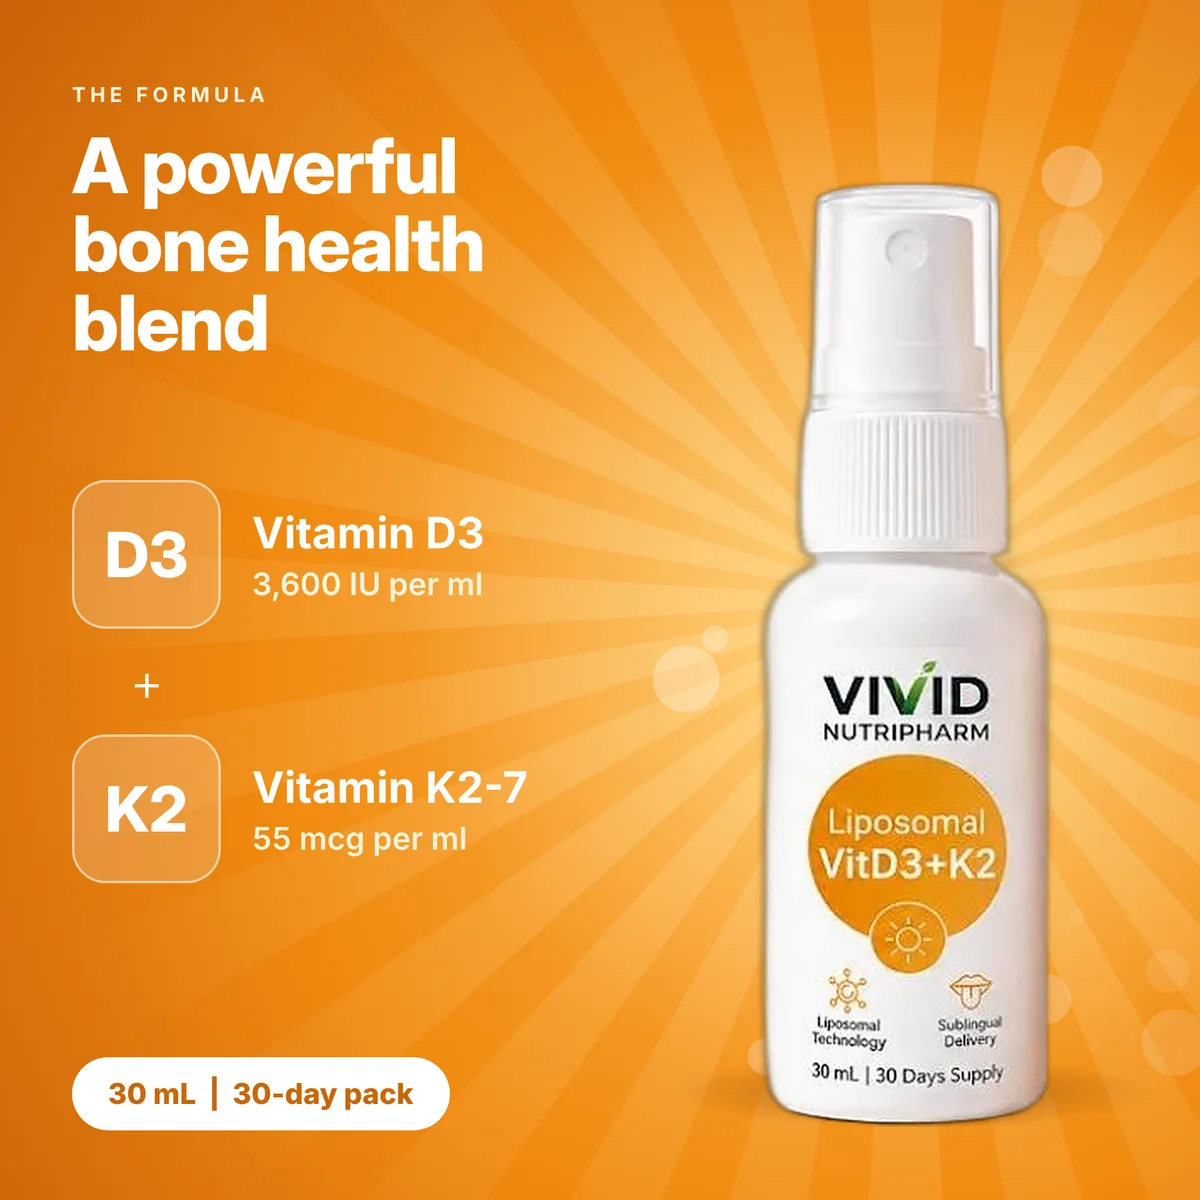 THE FORMULA
A powerful
bone health
blend
D3
Vitamin D3
3,600 IU per ml
+
K2
Vitamin K2-7
55 mcg per ml
30 mL | 30-day pack
VIVID
NUTRIPHARM
Liposomal
VitD3+K2
Liposomal
Technology
Sublingual
Delivery
30 mL | 30 Days Supply